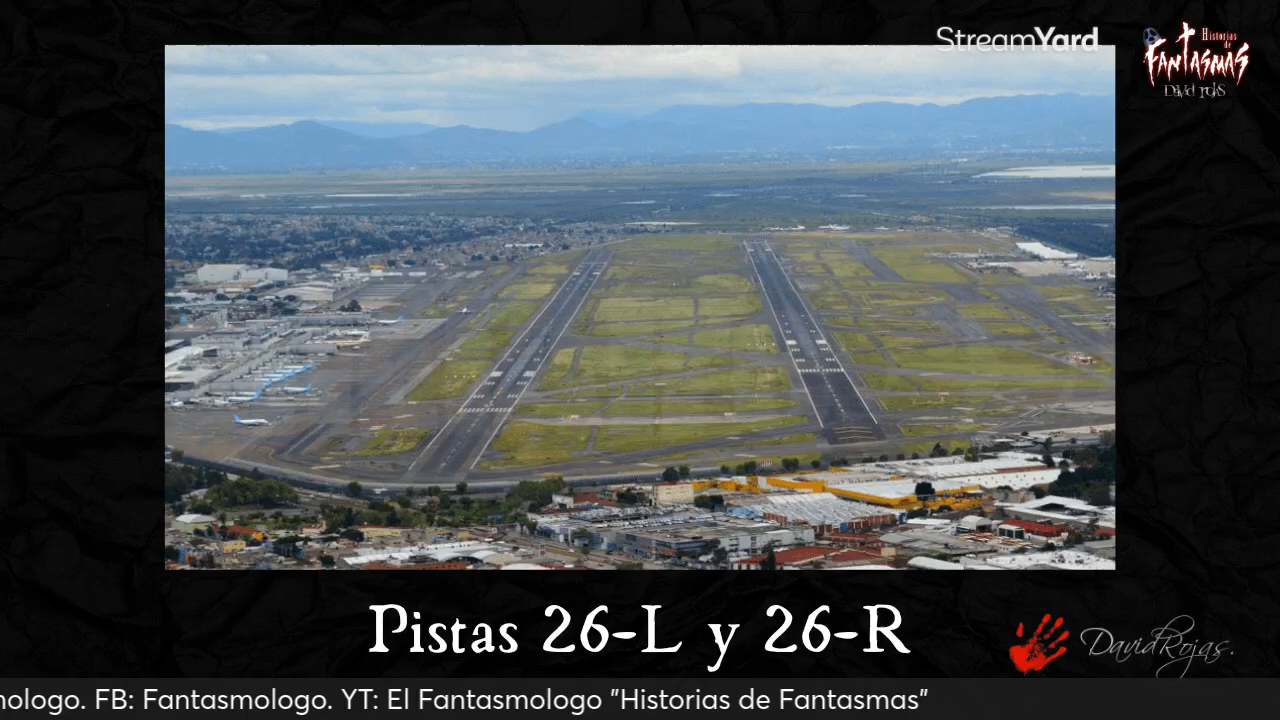 StreamYard
Historias
de
FANTASMAS
David rojas
Pistas 26-L y 26-R
DavidRojas.
mologo. FB: Fantasmologo. YT: El Fantasmologo "Historias de Fantasmas"